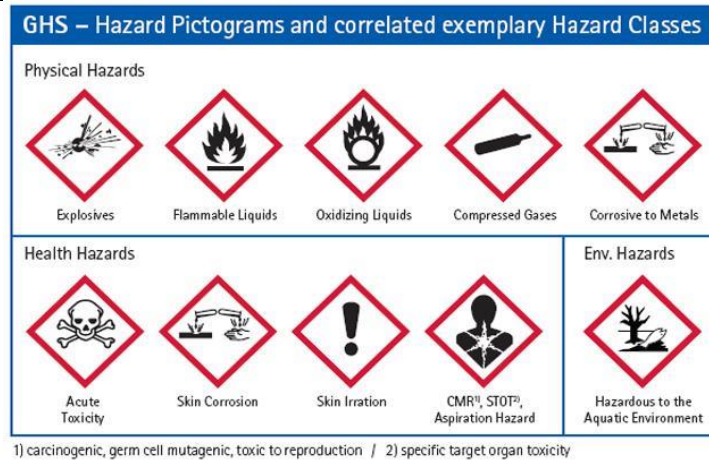 GHS – Hazard Pictograms and correlated exemplary Hazard Classes
Physical Hazards
Explosives
Flammable Liquids
Oxidizing Liquids
Compressed Gases
Corrosive to Metals
Health Hazards
Acute
Toxicity
Skin Corrosion
Skin Irration
CMR¹⁾, STOT²⁾,
Aspiration Hazard
Env. Hazards
Hazardous to the
Aquatic Environment
1) carcinogenic, germ cell mutagenic, toxic to reproduction / 2) specific target organ toxicity